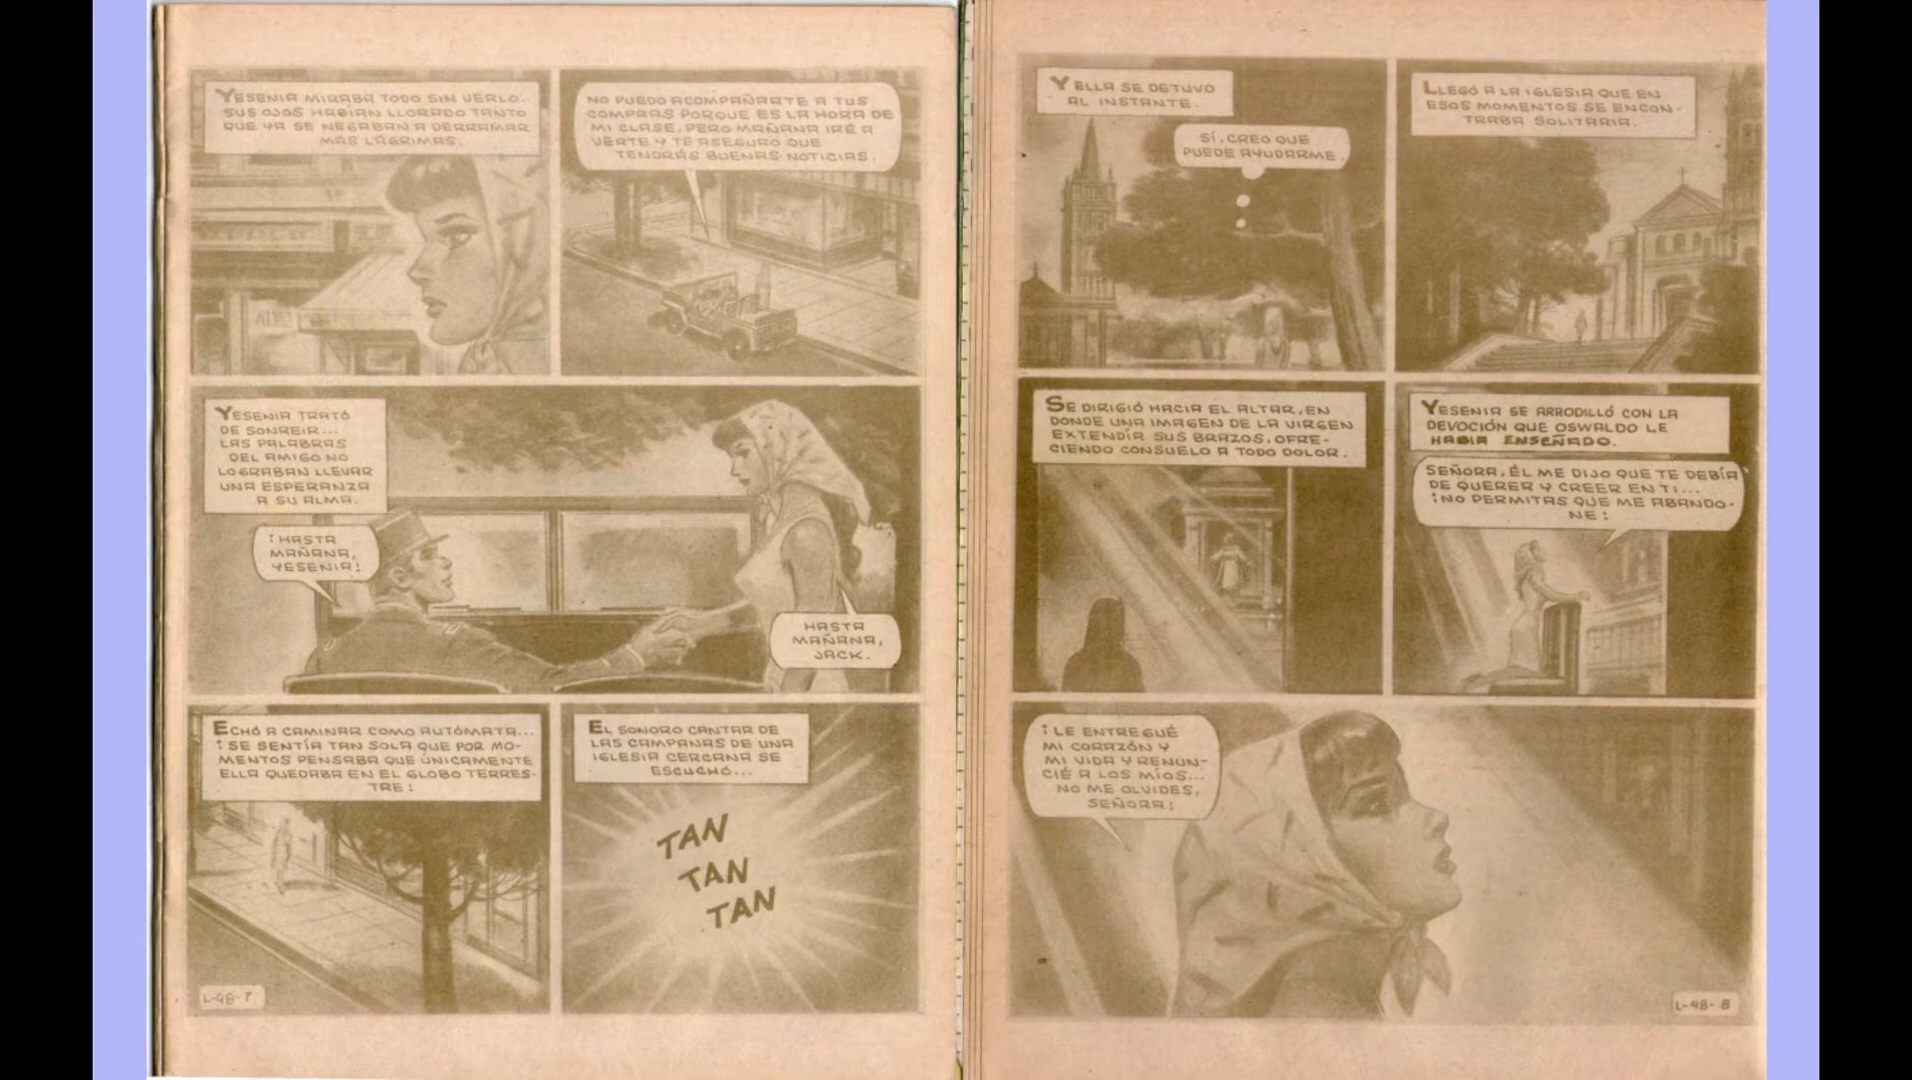 YESENIA MIRABA TODO SIN VERLO..
SUS OJOS HABÍAN LLORADO TANTO
QUE YA SE NEGABAN A DERRAMAR
MÁS LÁGRIMAS.
NO PUEDO ACOMPAÑARTE A TUS
COMPRAS PORQUE ES LA HORA DE
MI CLASE, PERO MAÑANA IRÉ A
VERTE Y TE ASEGURO QUE
TENDRÁS BUENAS NOTICIAS.
YESENIA TRATÓ
DE SONREIR...
LAS PALABRAS
DEL AMIGO NO
LOGRABAN LLEVAR
UNA ESPERANZA
A SU ALMA.
¡HASTA
MAÑANA,
YESENIA!
HASTA
MAÑANA,
JACK.
ECHÓ A CAMINAR COMO AUTÓMATA...
¡SE SENTÍA TAN SOLA QUE POR MO-
MENTOS PENSABA QUE ÚNICAMENTE
ELLA QUEDABA EN EL GLOBO TERRES-
TRE!
EL SONORO CANTAR DE
LAS CAMPANAS DE UNA
IGLESIA CERCANA SE
ESCUCHÓ...
TAN
TAN
TAN
L-48-7
Y ELLA SE DETUVO
AL INSTANTE.
SÍ, CREO QUE
PUEDE AYUDARME.
LLEGÓ A LA IGLESIA QUE EN
ESOS MOMENTOS SE ENCON-
TRABA SOLITARIA.
SE DIRIGIÓ HACIA EL ALTAR, EN
DONDE UNA IMAGEN DE LA VIRGEN
EXTENDÍA SUS BRAZOS, OFRE-
CIENDO CONSUELO A TODO DOLOR.
YESENIA SE ARRODILLÓ CON LA
DEVOCIÓN QUE OSWALDO LE
HABIA ENSEÑADO.
SEÑORA, ÉL ME DIJO QUE TE DEBÍA
DE QUERER Y CREER EN TI...
¡NO PERMITAS QUE ME ABANDO-
NE!
¡LE ENTREGUÉ
MI CORAZÓN Y
MI VIDA Y RENUN-
CIÉ A LOS MÍOS...
NO ME OLVIDES,
SEÑORA!
L-48-8